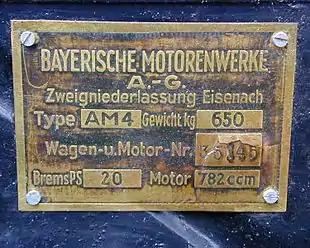 BAYERISCHE MOTORENWERKE
A.-G.
Zweigniederlassung Eisenach
Type AM4 Gewicht kg 650
Wagen-u.Motor-Nr.
BremsPS 20 Motor 782 ccm